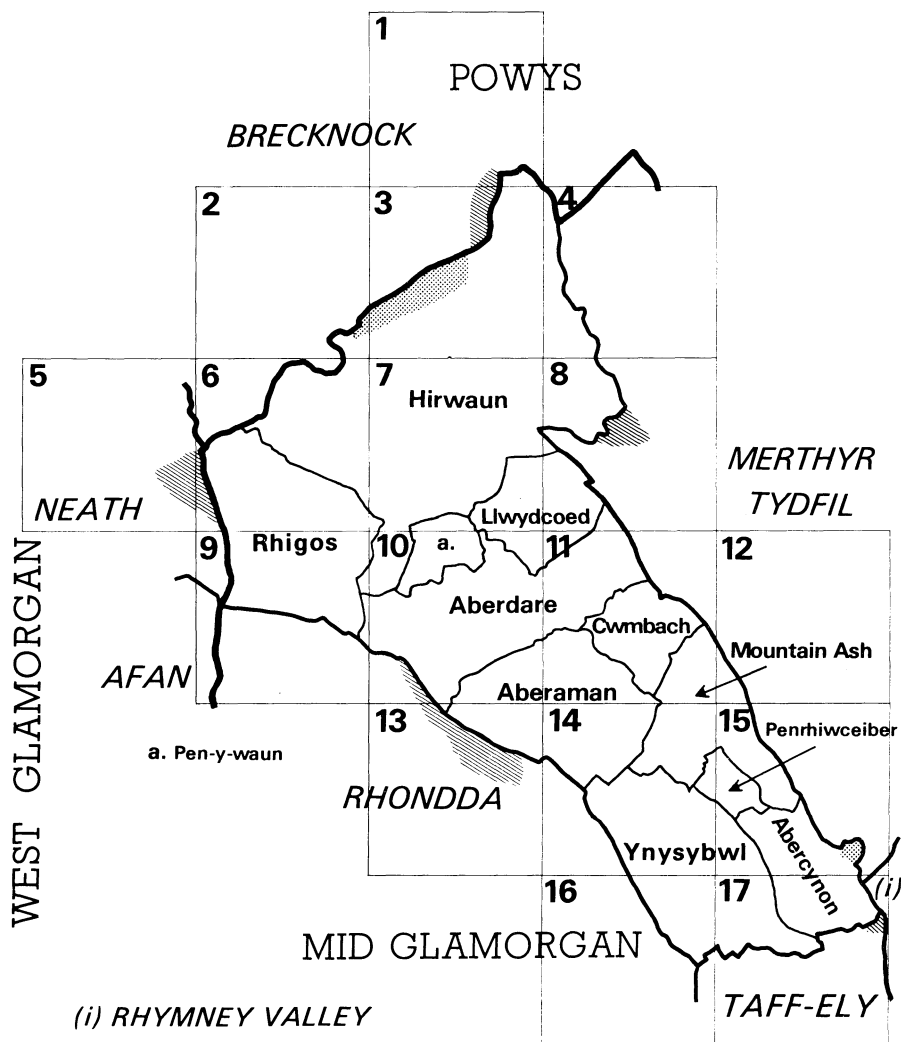 1
POWYS
BRECKNOCK
2
3
4
5
6
7
8
Hirwaun
MERTHYR
TYDFIL
NEATH
Llwydcoed
9
Rhigos
10
a.
11
12
Aberdare
Cwmbach
Mountain Ash
AFAN
Aberaman
WEST GLAMORGAN
13
14
15
Penrhiwceiber
a. Pen-y-waun
RHONDDA
Ynysybwl
Abercynon
16
17
(i)
MID GLAMORGAN
TAFF-ELY
(i) RHYMNEY VALLEY